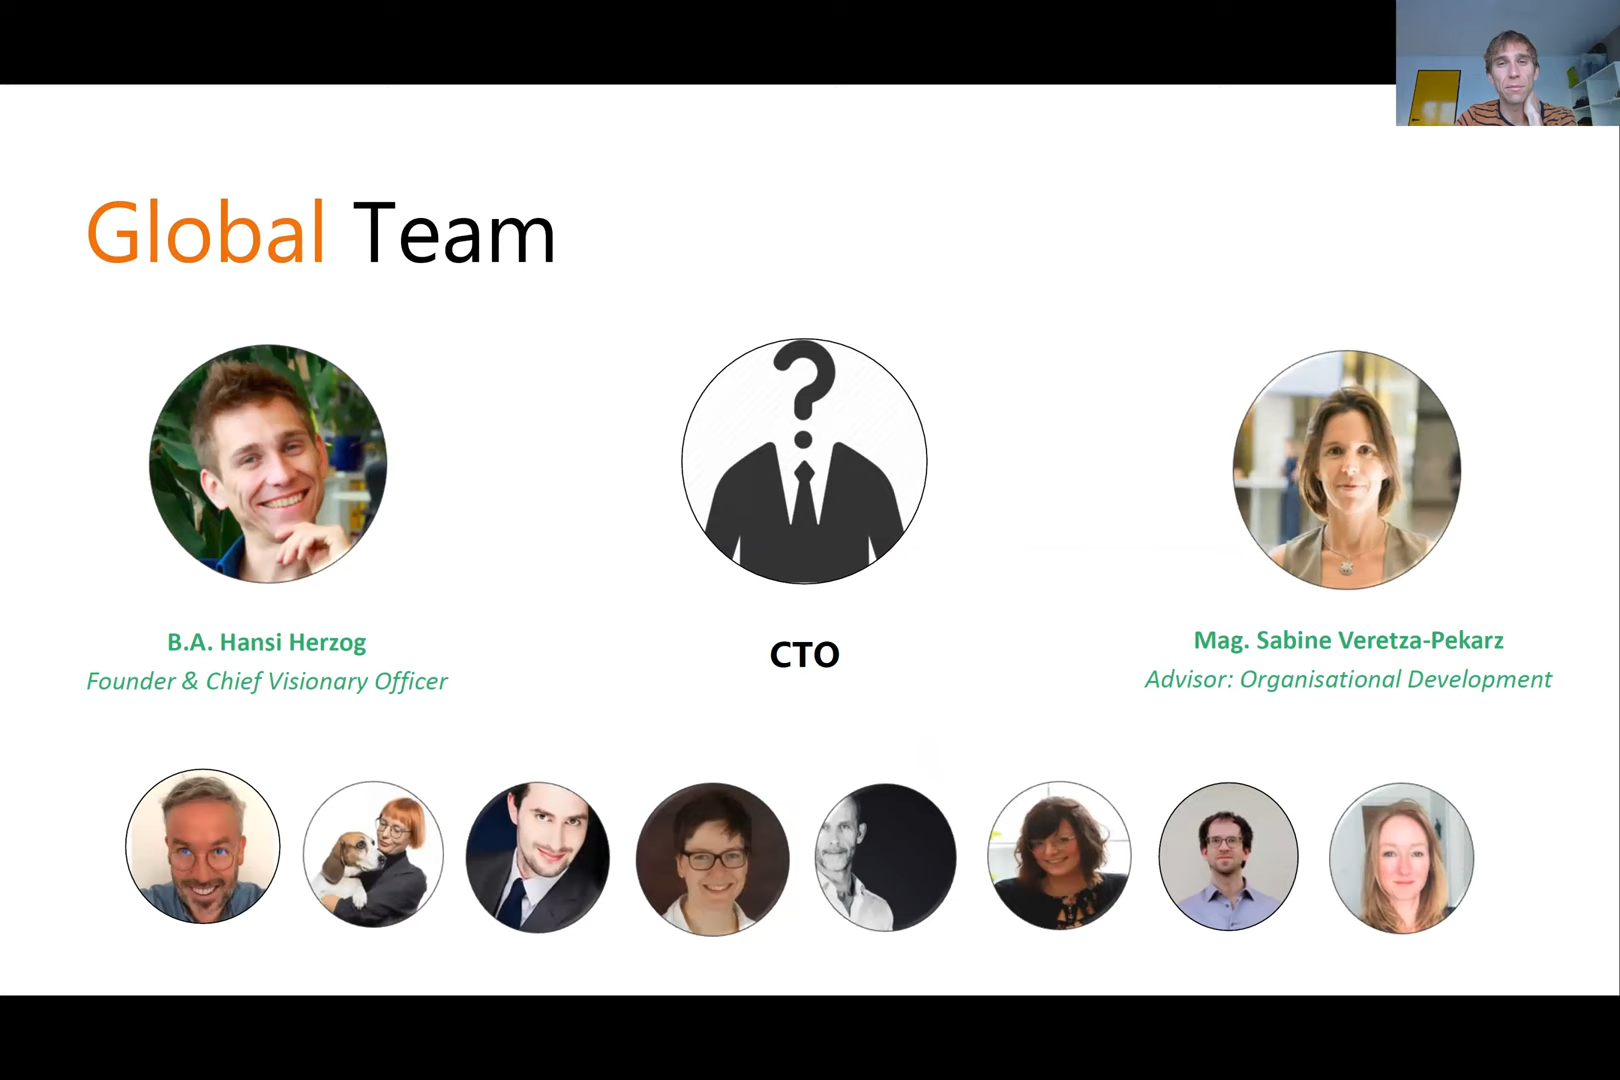 Global Team
B.A. Hansi Herzog
Founder & Chief Visionary Officer
?
CTO
Mag. Sabine Veretza-Pekarz
Advisor: Organisational Development